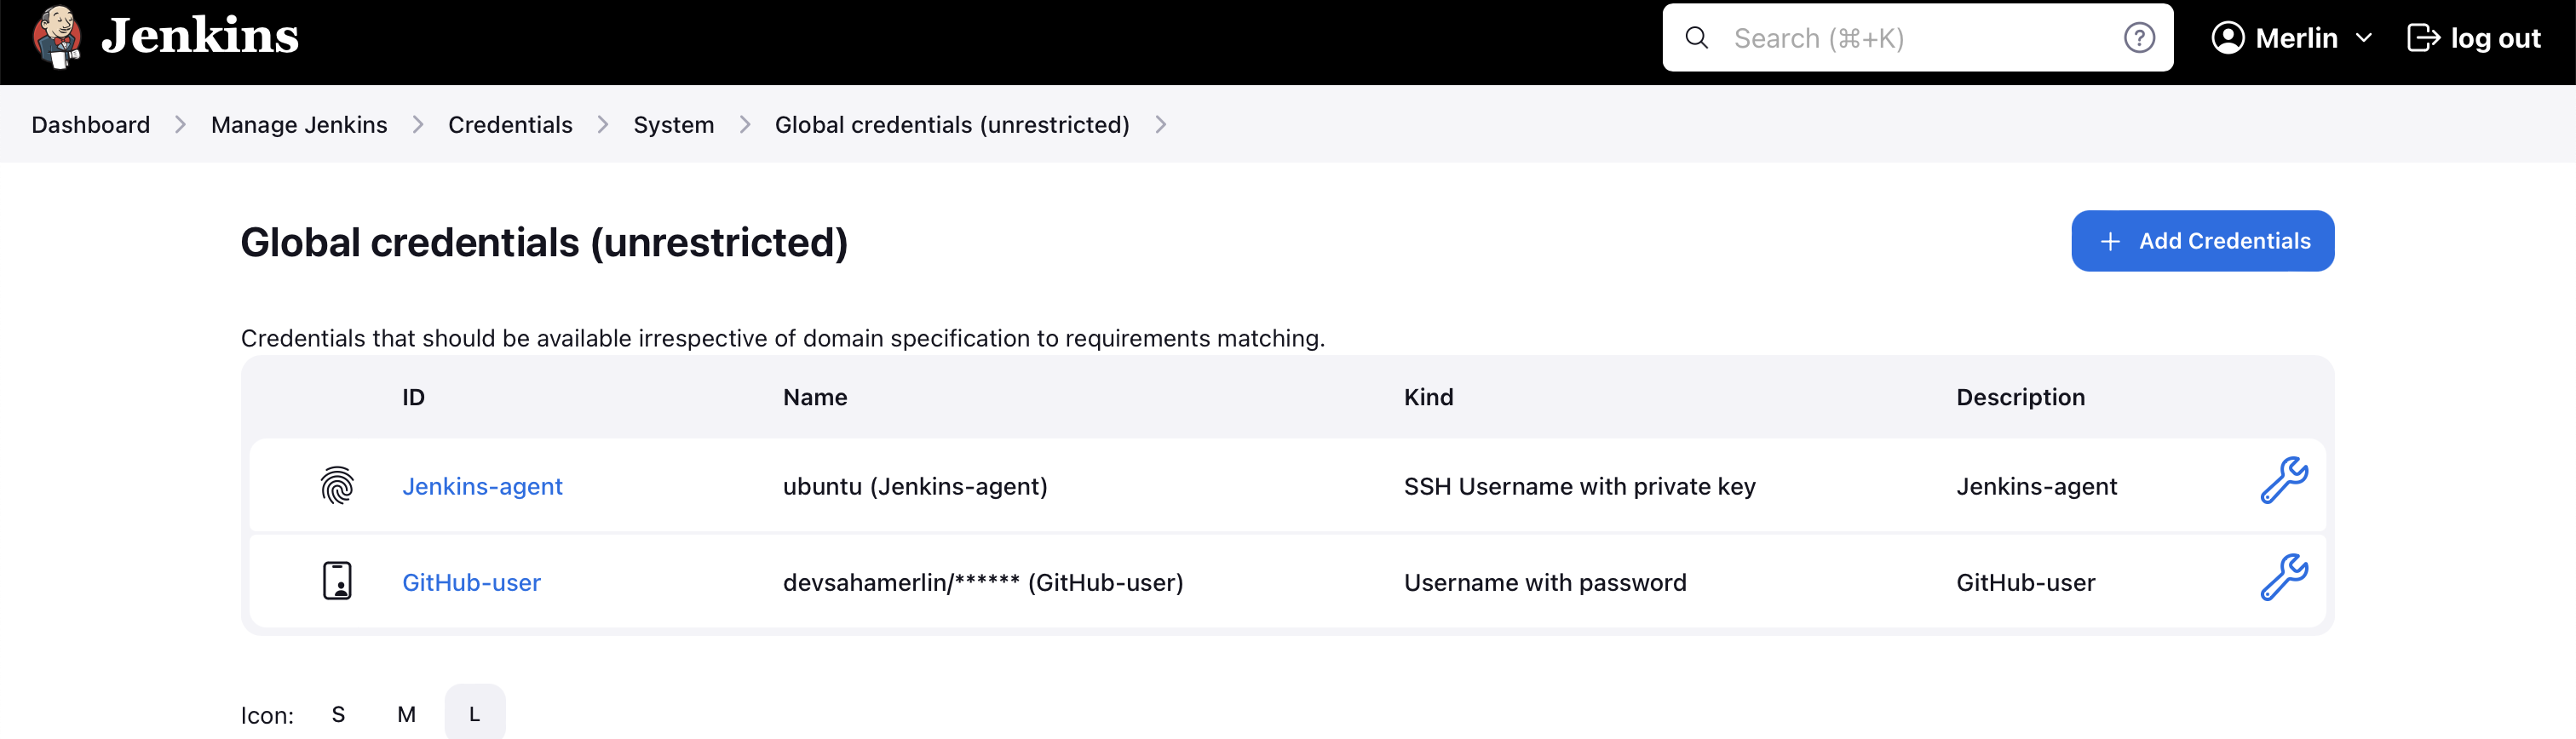 Jenkins
Search (⌘+K)
Merlin
log out
Dashboard > Manage Jenkins > Credentials > System > Global credentials (unrestricted) >
Global credentials (unrestricted)
+ Add Credentials
Credentials that should be available irrespective of domain specification to requirements matching.
ID Name Kind Description
Jenkins-agent ubuntu (Jenkins-agent) SSH Username with private key Jenkins-agent
GitHub-user devsahamerlin/****** (GitHub-user) Username with password GitHub-user
Icon: S M L